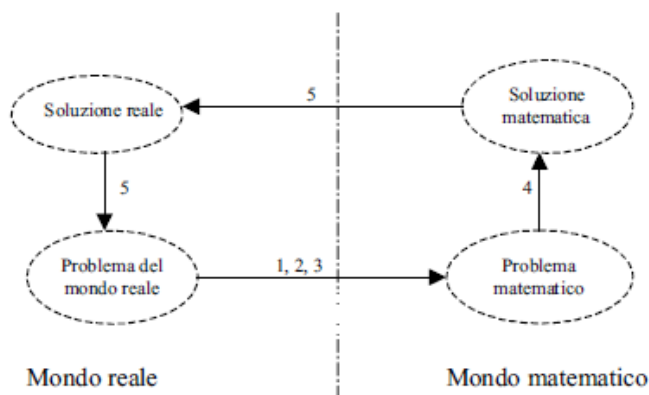 Soluzione reale
5
Soluzione
matematica
5
4
Problema del
mondo reale
1, 2, 3
Problema
matematico
Mondo reale
Mondo matematico